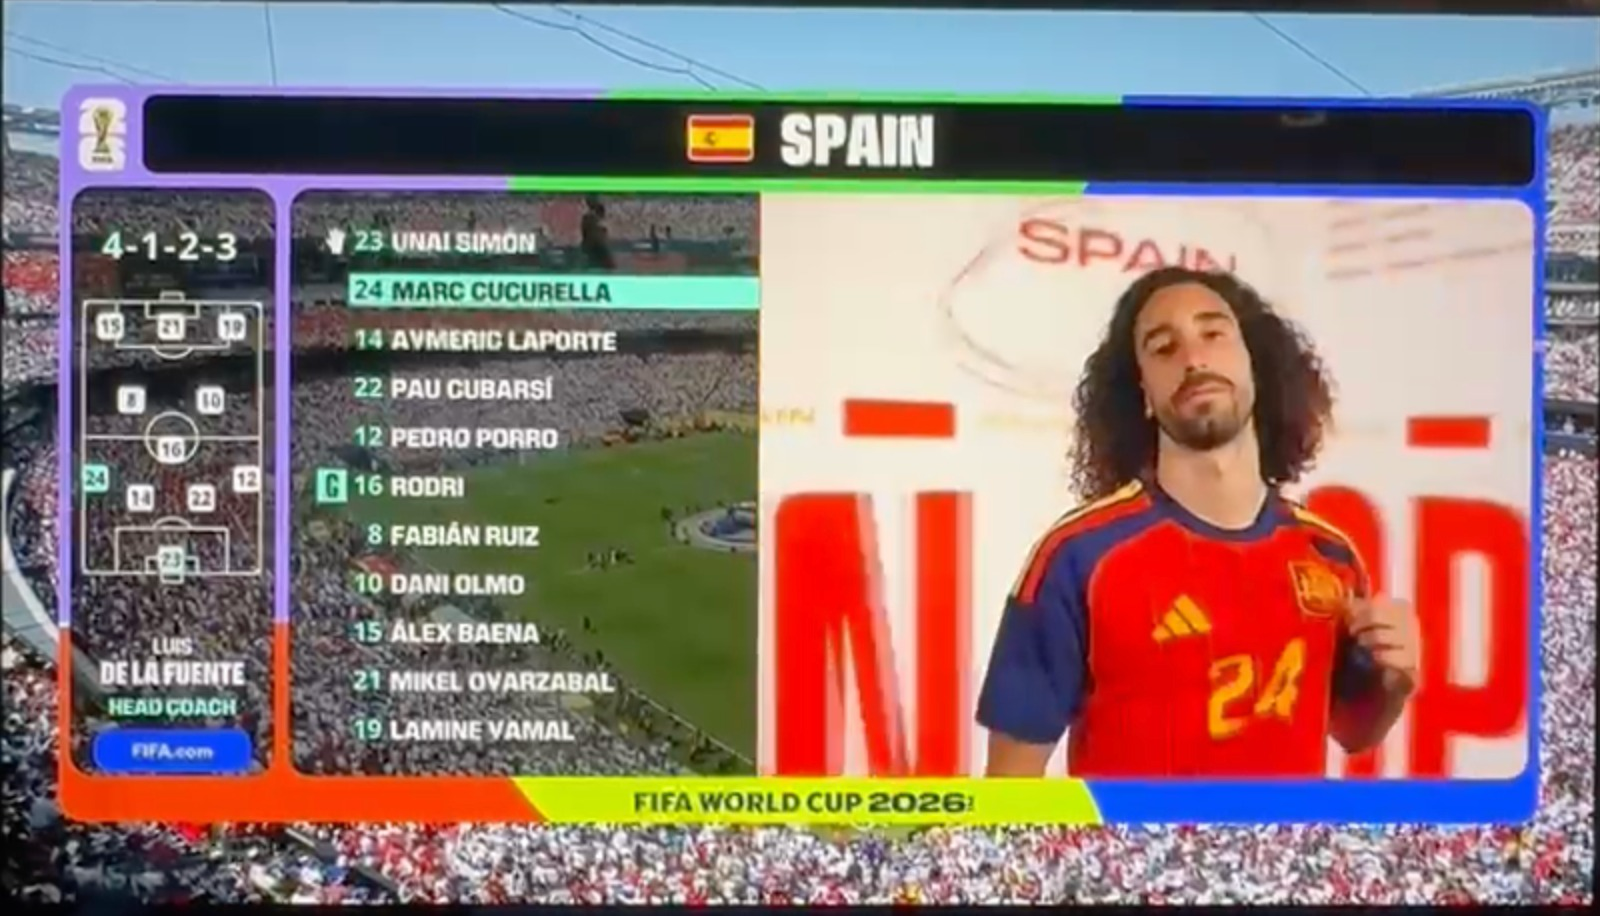 SPAIN
4-1-2-3
15 21 19
8 10
16
24 14 22 12
23
LUIS
DE LA FUENTE
HEAD COACH
FIFA.com
23 UNAI SIMÓN
24 MARC CUCURELLA
14 AYMERIC LAPORTE
22 PAU CUBARSÍ
12 PEDRO PORRO
C 16 RODRI
8 FABIÁN RUIZ
10 DANI OLMO
15 ÁLEX BAENA
21 MIKEL OYARZABAL
19 LAMINE YAMAL
SPAIN
24
FIFA WORLD CUP 2026